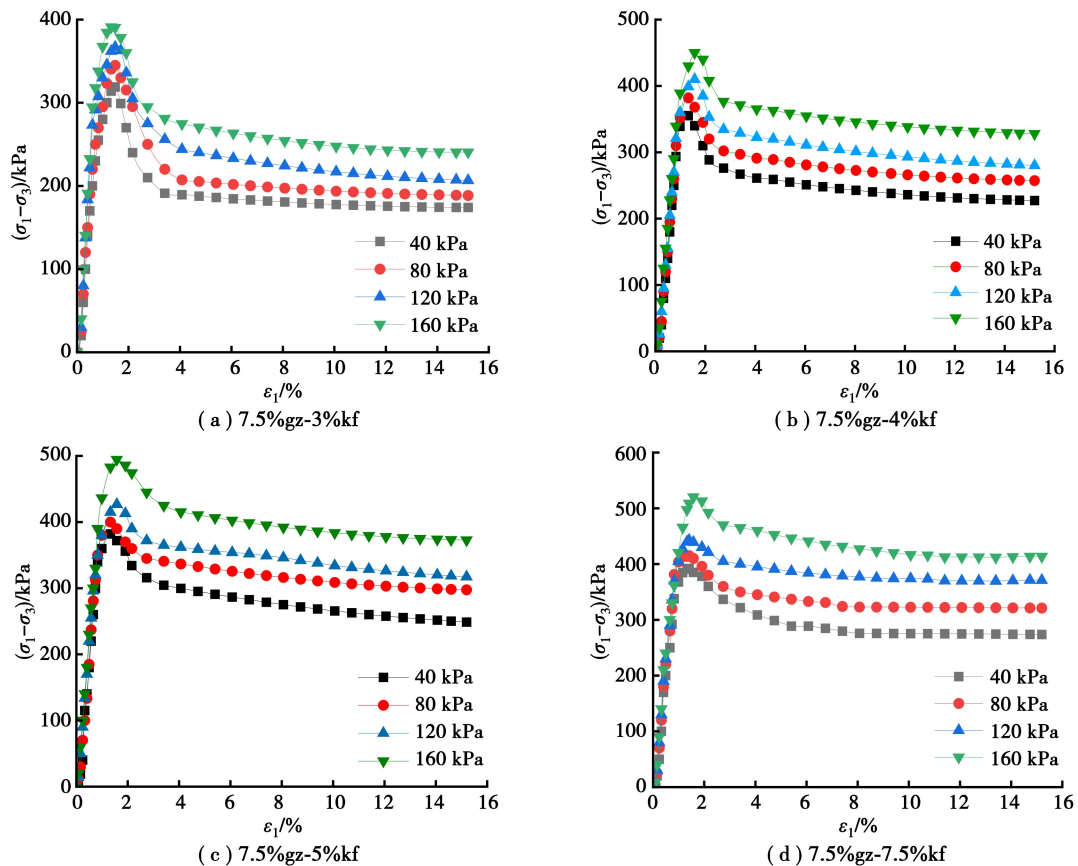 400
300
200
100
0
(σ₁−σ₃)/kPa
40 kPa
80 kPa
120 kPa
160 kPa
0 2 4 6 8 10 12 14 16
ε₁/%
( a ) 7.5%gz-3%kf
500
400
300
200
100
0
(σ₁−σ₃)/kPa
40 kPa
80 kPa
120 kPa
160 kPa
0 2 4 6 8 10 12 14 16
ε₁/%
( b ) 7.5%gz-4%kf
500
400
300
200
100
0
(σ₁−σ₃)/kPa
40 kPa
80 kPa
120 kPa
160 kPa
0 2 4 6 8 10 12 14 16
ε₁/%
( c ) 7.5%gz-5%kf
600
500
400
300
200
100
0
(σ₁−σ₃)/kPa
40 kPa
80 kPa
120 kPa
160 kPa
0 2 4 6 8 10 12 14 16
ε₁/%
( d ) 7.5%gz-7.5%kf